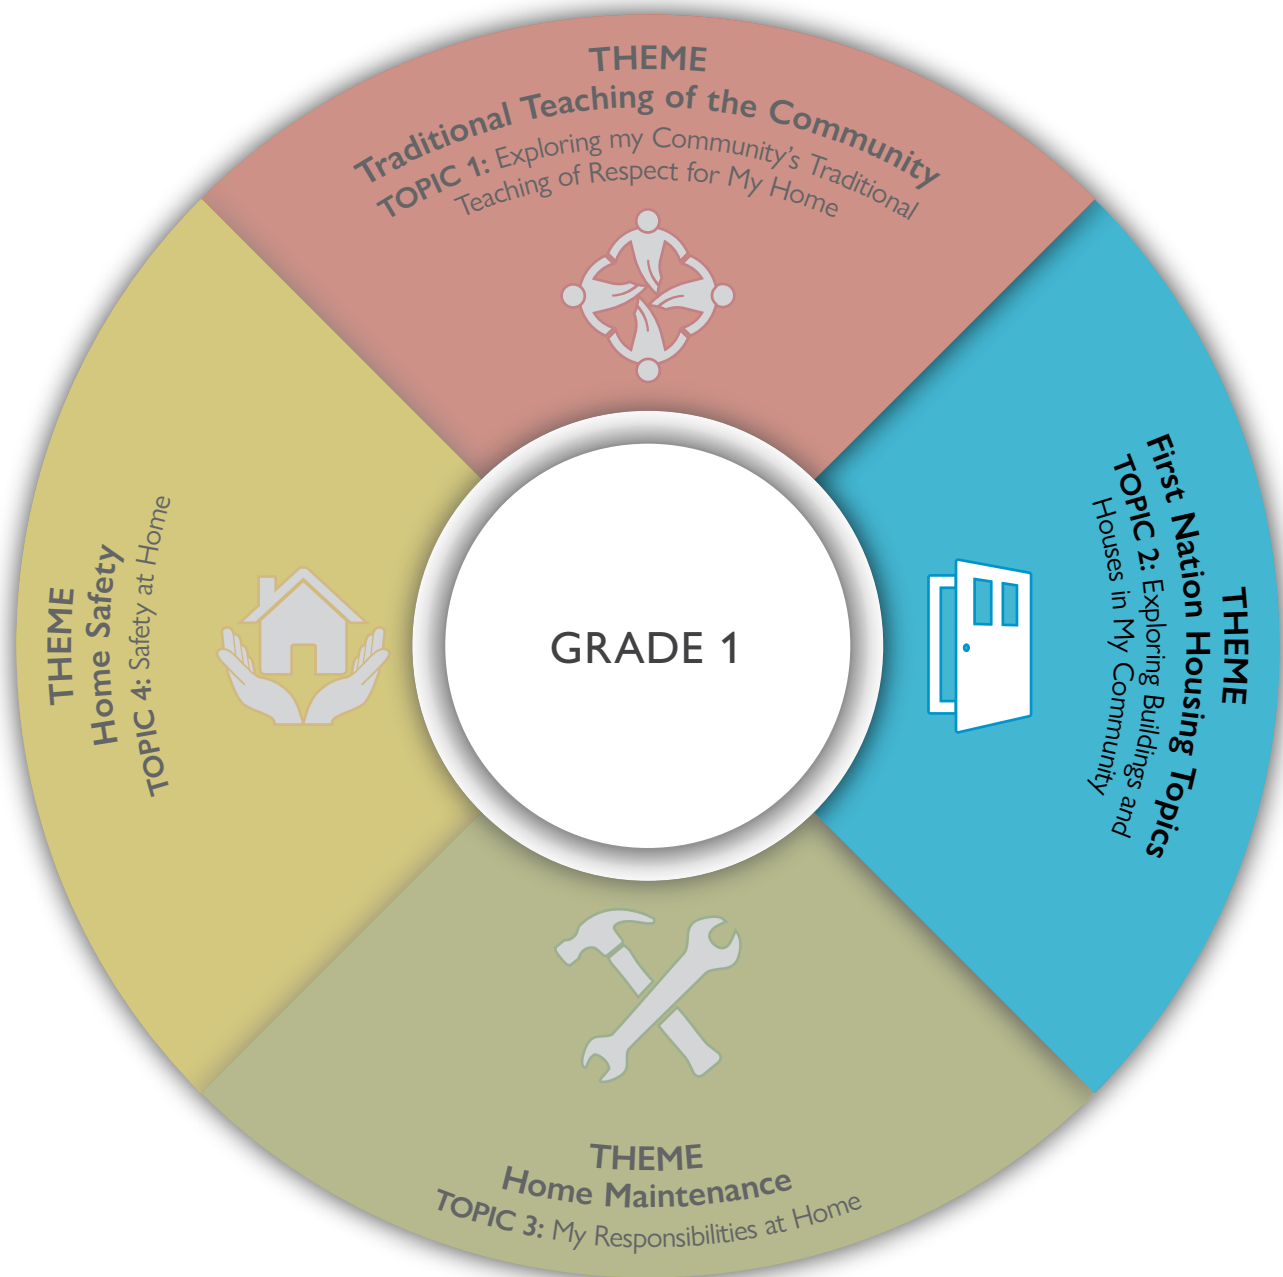 THEME
Traditional Teaching of the Community
TOPIC 1: Exploring my Community’s Traditional
Teaching of Respect for My Home
THEME
First Nation Housing Topics
TOPIC 2: Exploring Buildings and
Houses in My Community
THEME
Home Maintenance
TOPIC 3: My Responsibilities at Home
THEME
Home Safety
TOPIC 4: Safety at Home
GRADE 1